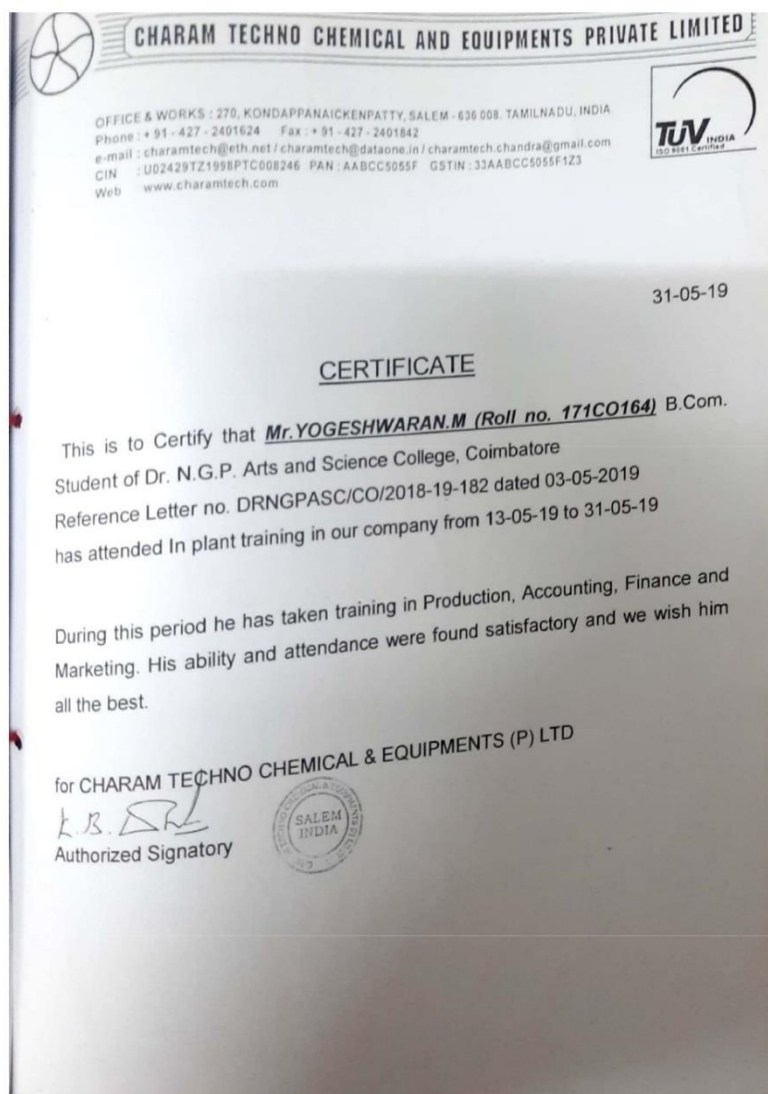 CHARAM TECHNO CHEMICAL AND EQUIPMENTS PRIVATE LIMITED
OFFICE & WORKS : 270, KONDAPPANAICKENPATTY, SALEM - 636 008. TAMILNADU, INDIA
Phone : + 91 - 427 - 2401624 Fax : + 91 - 427 - 2401842
e-mail : charamtech@eth.net / charamtech@dataone.in / charamtech.chandra@gmail.com
CIN : U02429TZ1998PTC008246 PAN : AABCC5055F GSTIN : 33AABCC5055F1Z3
Web www.charamtech.com
TUV INDIA
ISO 9001 Certified
31-05-19
CERTIFICATE
This is to Certify that Mr.YOGESHWARAN.M (Roll no. 171CO164) B.Com.
Student of Dr. N.G.P. Arts and Science College, Coimbatore
Reference Letter no. DRNGPASC/CO/2018-19-182 dated 03-05-2019
has attended In plant training in our company from 13-05-19 to 31-05-19
During this period he has taken training in Production, Accounting, Finance and
Marketing. His ability and attendance were found satisfactory and we wish him
all the best.
for CHARAM TECHNO CHEMICAL & EQUIPMENTS (P) LTD
K.B.
SALEM
INDIA
Authorized Signatory